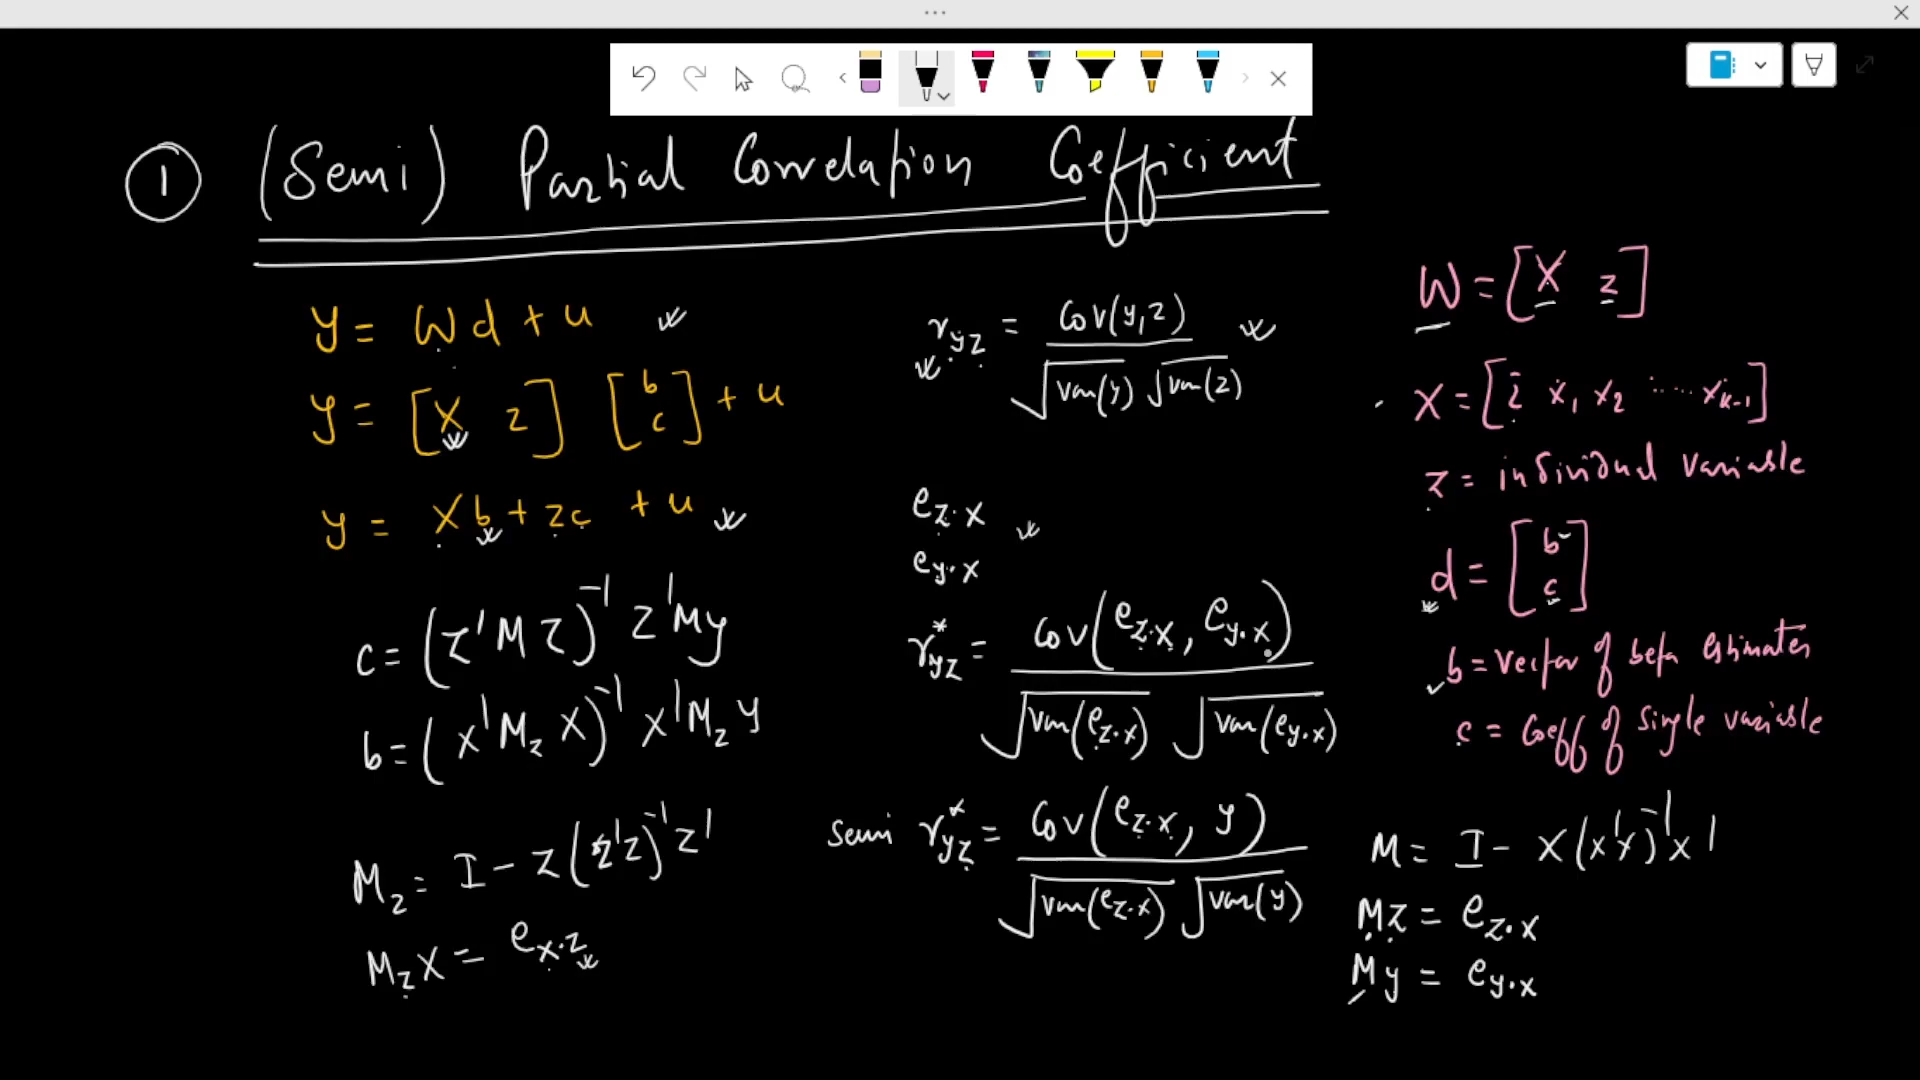 ① (Semi) Partial Correlation Coefficient
y = Wd + u
y = [X z] [b c] + u
y = Xb + zc + u
c = (z'Mz)⁻¹ z'My
b = (x'M_z x)⁻¹ x'M_z y
M_z = I - z(z'z)⁻¹z'
M_z X = e_x.z
r_yz = Cov(y,z) / √var(y) √var(z)
e_z.x
e_y.x
r*_yz = Cov(e_z.x, e_y.x) / √var(e_z.x) √var(e_y.x)
semi r*_yz = Cov(e_z.x, y) / √var(e_z.x) √var(y)
W = [X z]
X = [i x₁ x₂ ...... x_k-1]
z = individual variable
d = [b c]
b = vector of beta estimates
c = Coeff of single variable
M = I - X(x'x)⁻¹x'
Mz = e_z.x
My = e_y.x